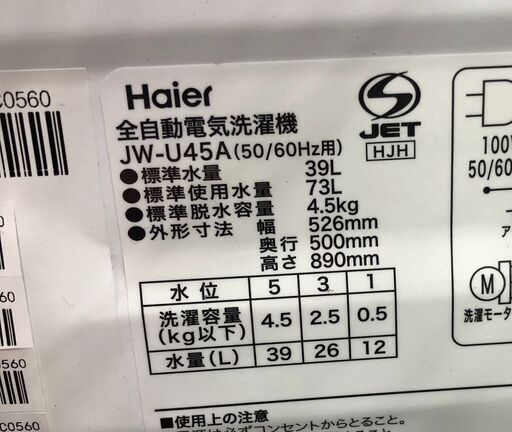 C0560
Haier
全自動電気洗濯機
JW-U45A(50/60Hz用)
●標準水量 39L
●標準使用水量 73L
●標準脱水容量 4.5kg
●外形寸法 幅 526mm
奥行 500mm
高さ 890mm
JET
HJH
水位 5 3 1
洗濯容量(kg以下) 4.5 2.5 0.5
水量(L) 39 26 12
100V
50/60
ア
M
洗濯モータ
560
60
0560
C0560
■使用上の注意